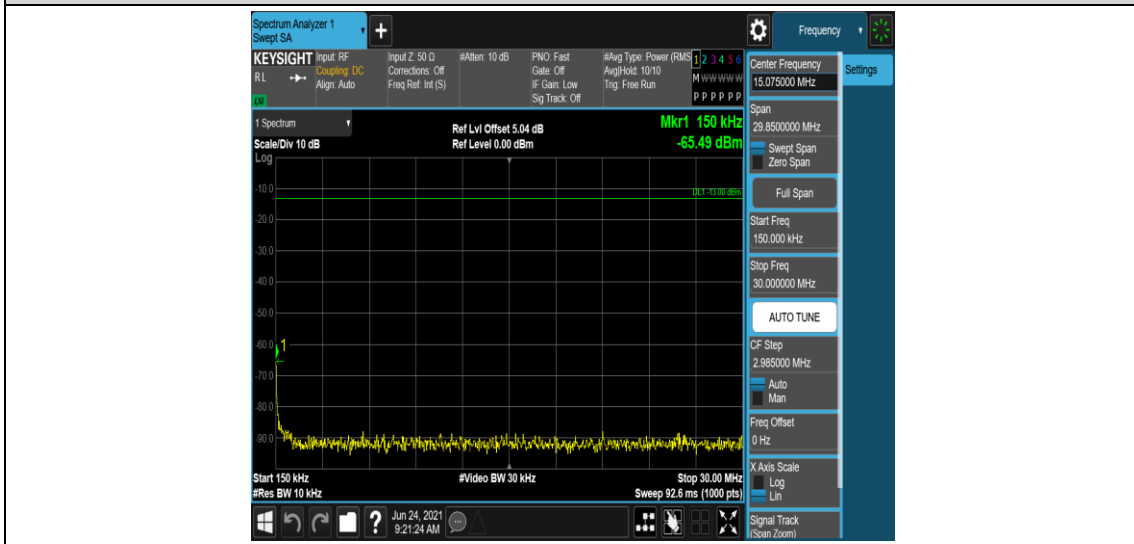 Spectrum Analyzer 1
Swept SA
+
Frequency
KEYSIGHT
RL
LXI
Input: RF
Coupling: DC
Align: Auto
Input Z: 50 Ω
Corrections: Off
Freq Ref: Int (S)
#Atten: 10 dB
PNO: Fast
Gate: Off
IF Gain: Low
Sig Track: Off
#Avg Type: Power (RMS
Avg|Hold: 10/10
Trig: Free Run
1 2 3 4 5 6
M W W W W W
P P P P P P
1 Spectrum
Scale/Div 10 dB
Log
Ref Lvl Offset 5.04 dB
Ref Level 0.00 dBm
Mkr1 150 kHz
-65.49 dBm
DL1 -13.00 dBm
-10.0
-20.0
-30.0
-40.0
-50.0
-60.0
1
-70.0
-80.0
-90.0
Start 150 kHz
#Res BW 10 kHz
#Video BW 30 kHz
Stop 30.00 MHz
Sweep 92.6 ms (1000 pts)
Center Frequency
15.075000 MHz
Settings
Span
29.8500000 MHz
Swept Span
Zero Span
Full Span
Start Freq
150.000 kHz
Stop Freq
30.000000 MHz
AUTO TUNE
CF Step
2.985000 MHz
Auto
Man
Freq Offset
0 Hz
X Axis Scale
Log
Lin
Signal Track
(Span Zoom)
?
Jun 24, 2021
9:21:24 AM